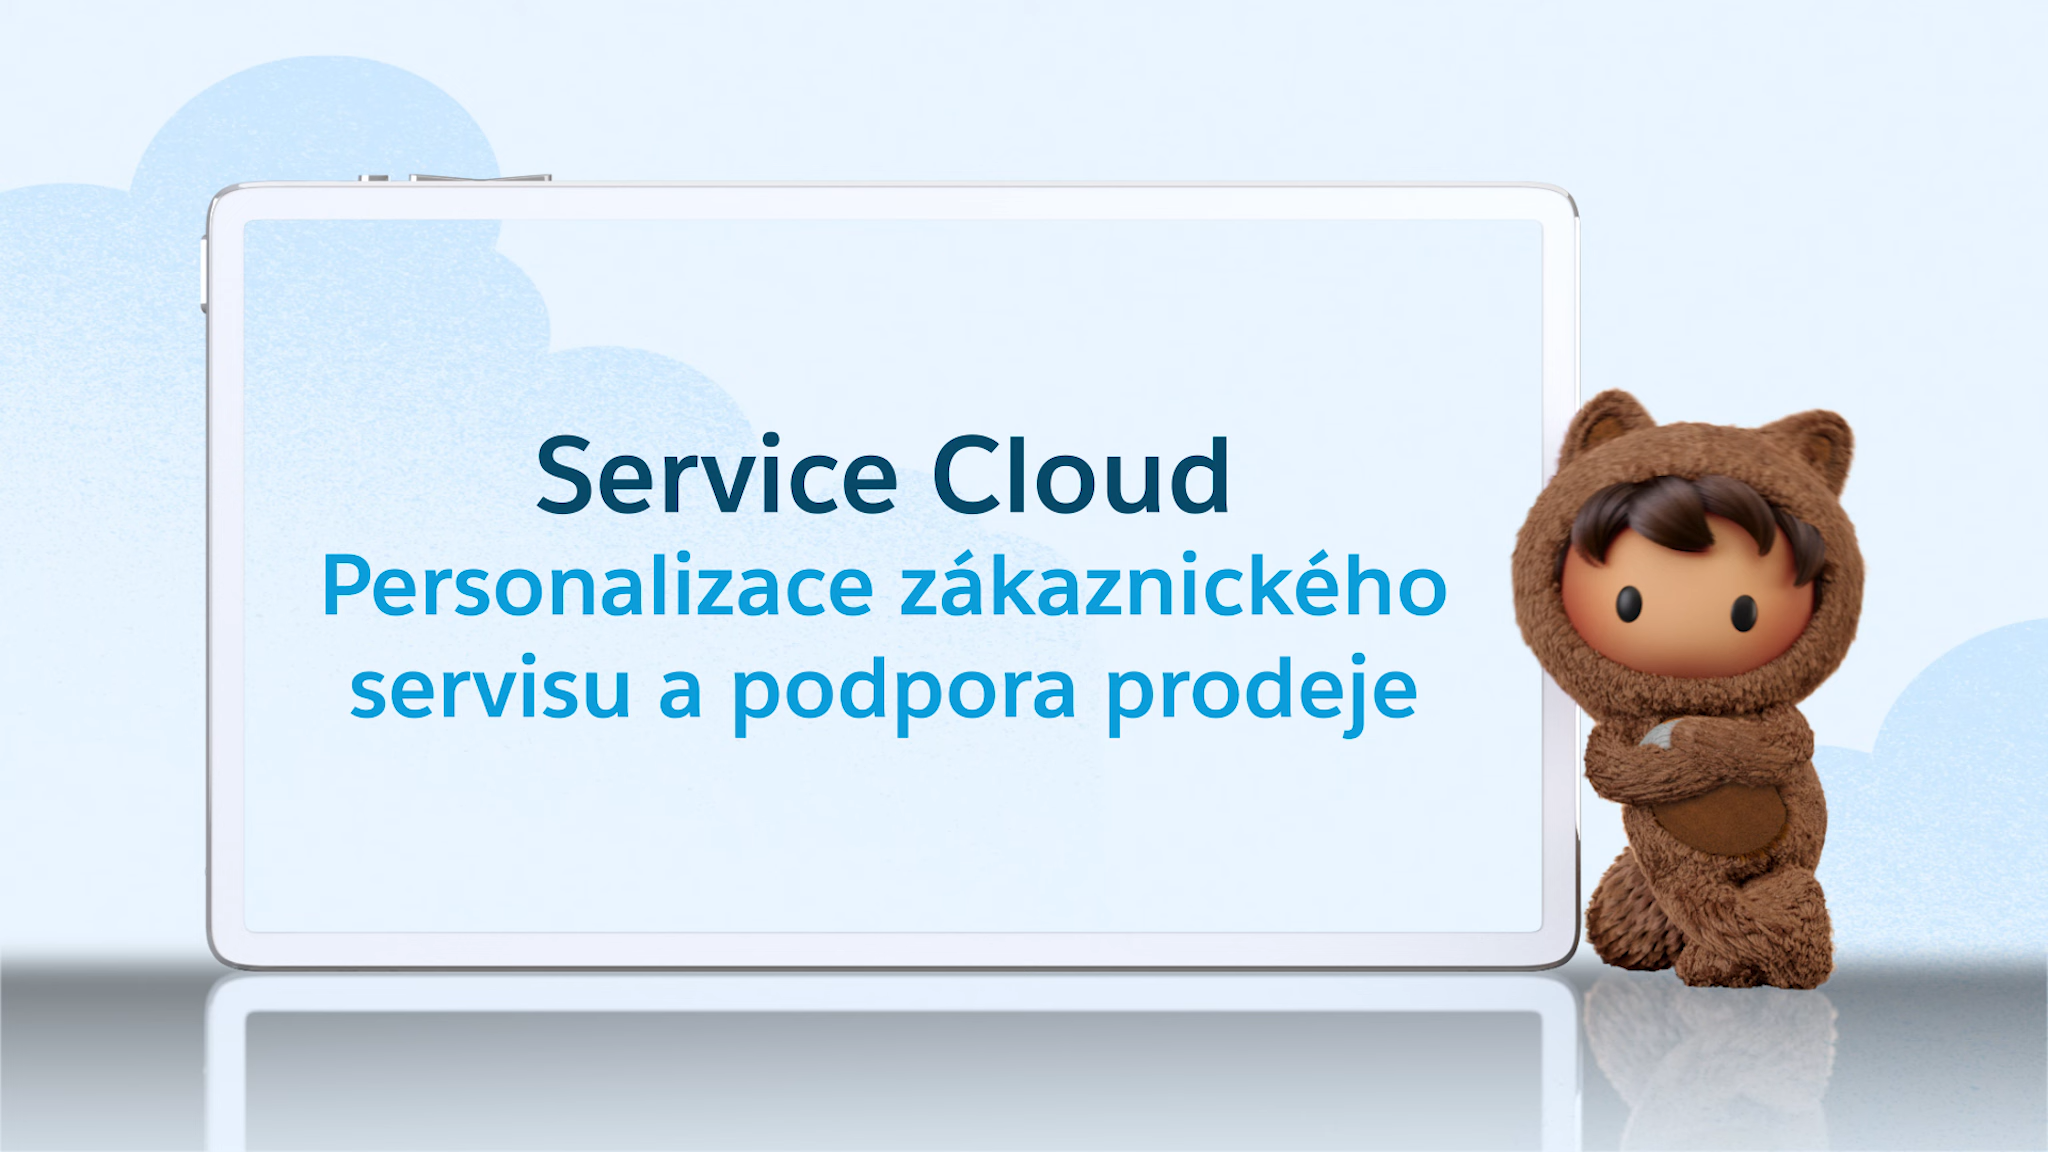 Service Cloud
Personalizace zákaznického
servisu a podpora prodeje